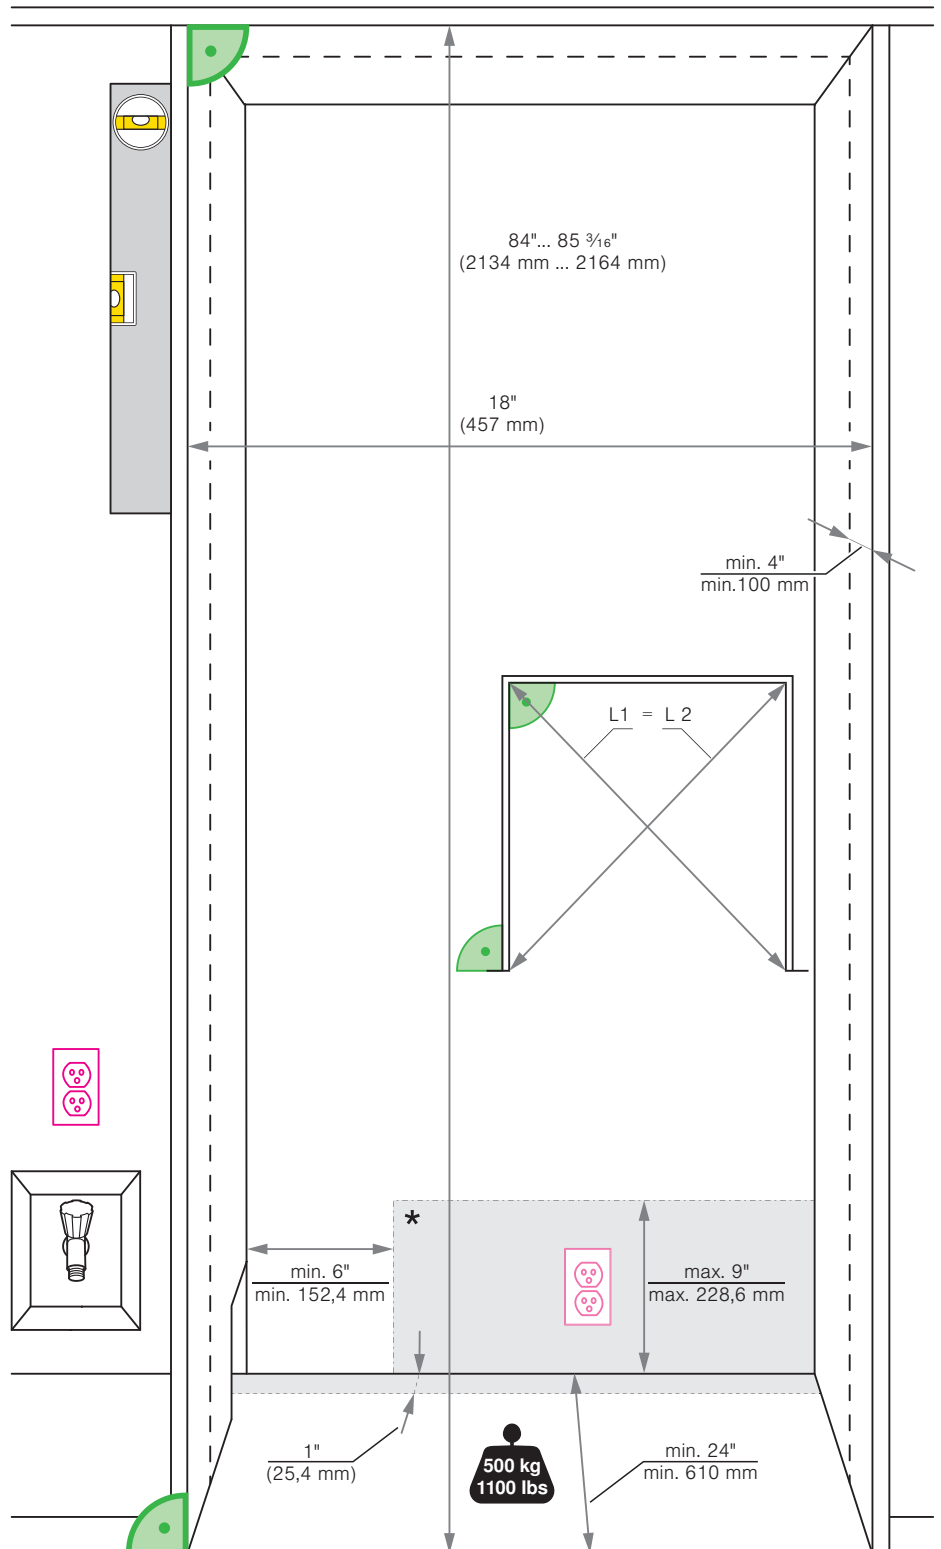 84"... 85 ³⁄₁₆"
(2134 mm ... 2164 mm)
18"
(457 mm)
min. 4"
min.100 mm
L1 = L 2
*
min. 6"
min. 152,4 mm
max. 9"
max. 228,6 mm
1"
(25,4 mm)
500 kg
1100 lbs
min. 24"
min. 610 mm